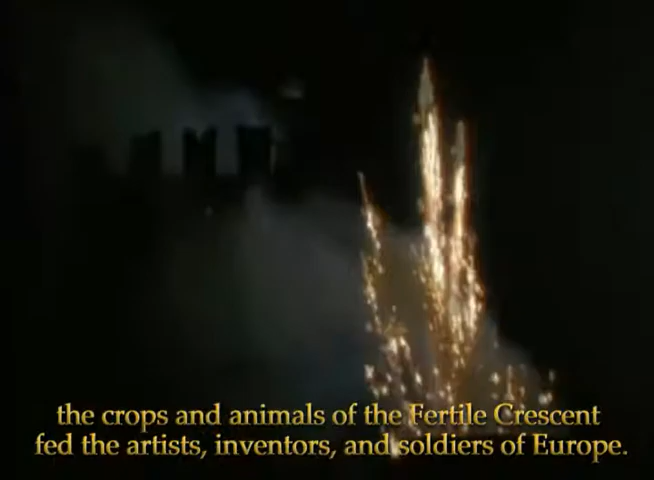 the crops and animals of the Fertile Crescent
fed the artists, inventors, and soldiers of Europe.